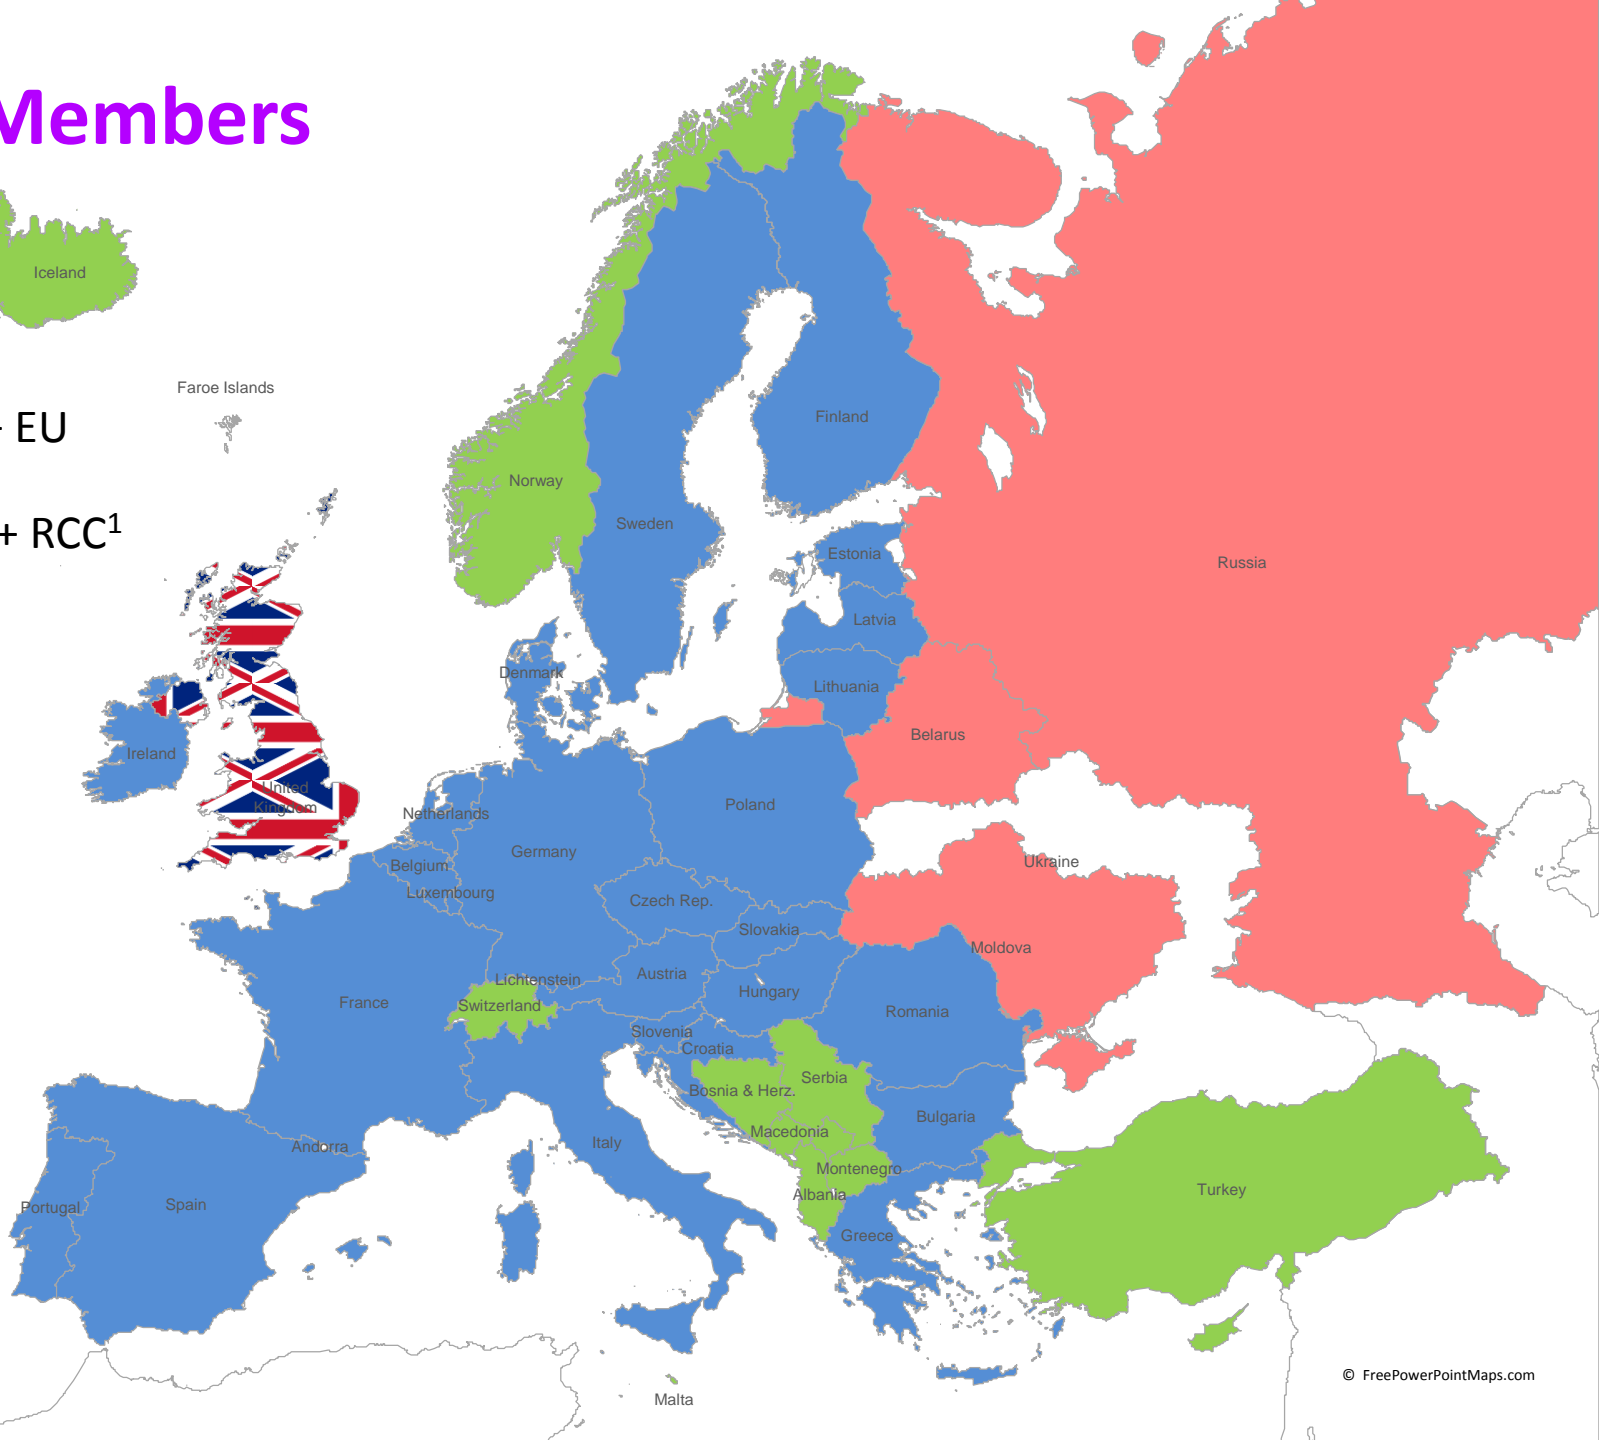 Members
Iceland
Faroe Islands
- EU
+ RCC¹
Norway
Sweden
Finland
Estonia
Latvia
Lithuania
Russia
Belarus
Denmark
Ireland
United
Kingdom
Netherlands
Poland
Germany
Belgium
Luxembourg
Ukraine
Czech Rep.
Slovakia
Moldova
Austria
Lichtenstein
Switzerland
Hungary
France
Romania
Slovenia
Croatia
Serbia
Bosnia & Herz.
Bulgaria
Macedonia
Italy
Andorra
Montenegro
Albania
Turkey
Portugal
Spain
Greece
Malta
© FreePowerPointMaps.com